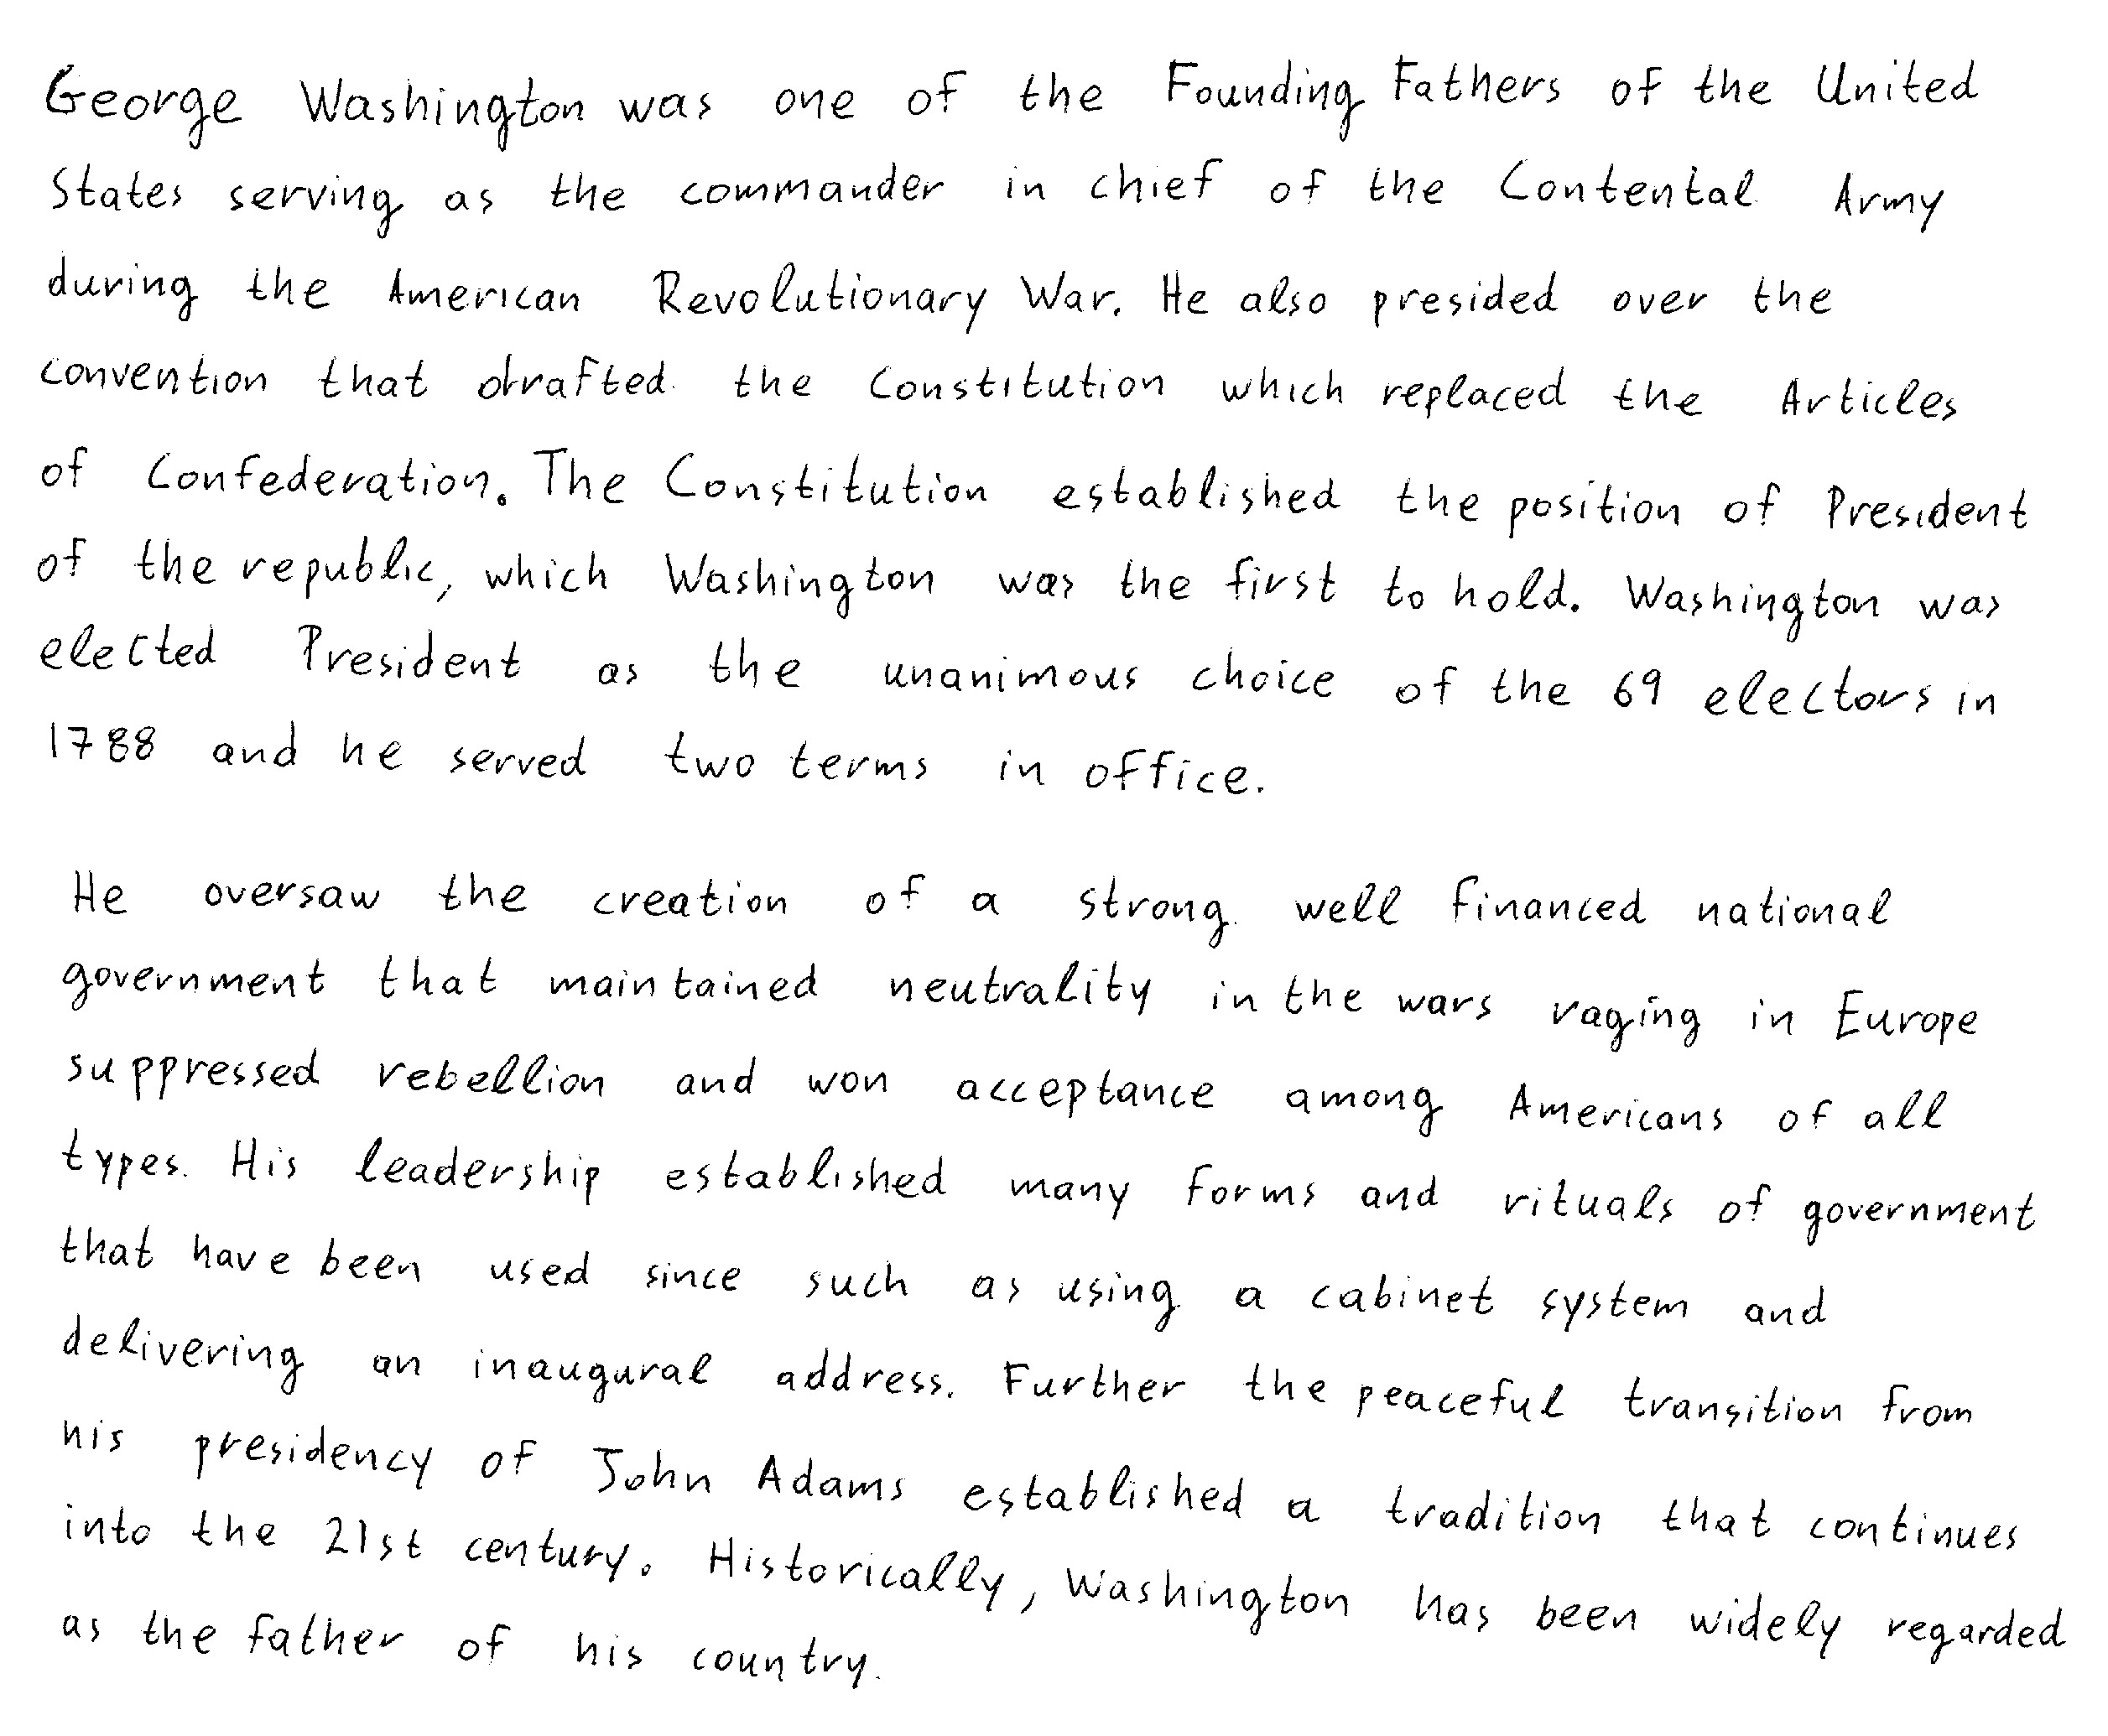 George Washington was one of the Founding Fathers of the United
States serving as the commander in chief of the Contental Army
during the American Revolutionary War. He also presided over the
convention that drafted the Constitution which replaced the Articles
of Confederation. The Constitution established the position of President
of the republic, which Washington was the first to hold. Washington was
elected President as the unanimous choice of the 69 electors in
1788 and he served two terms in office.
He oversaw the creation of a strong well financed national
government that maintained neutrality in the wars raging in Europe
suppressed rebellion and won acceptance among Americans of all
types. His leadership established many forms and rituals of government
that have been used since such as using a cabinet system and
delivering an inaugural address. Further the peaceful transition from
his presidency of John Adams established a tradition that continues
into the 21st century. Historically, Washington has been widely regarded
as the father of his country.